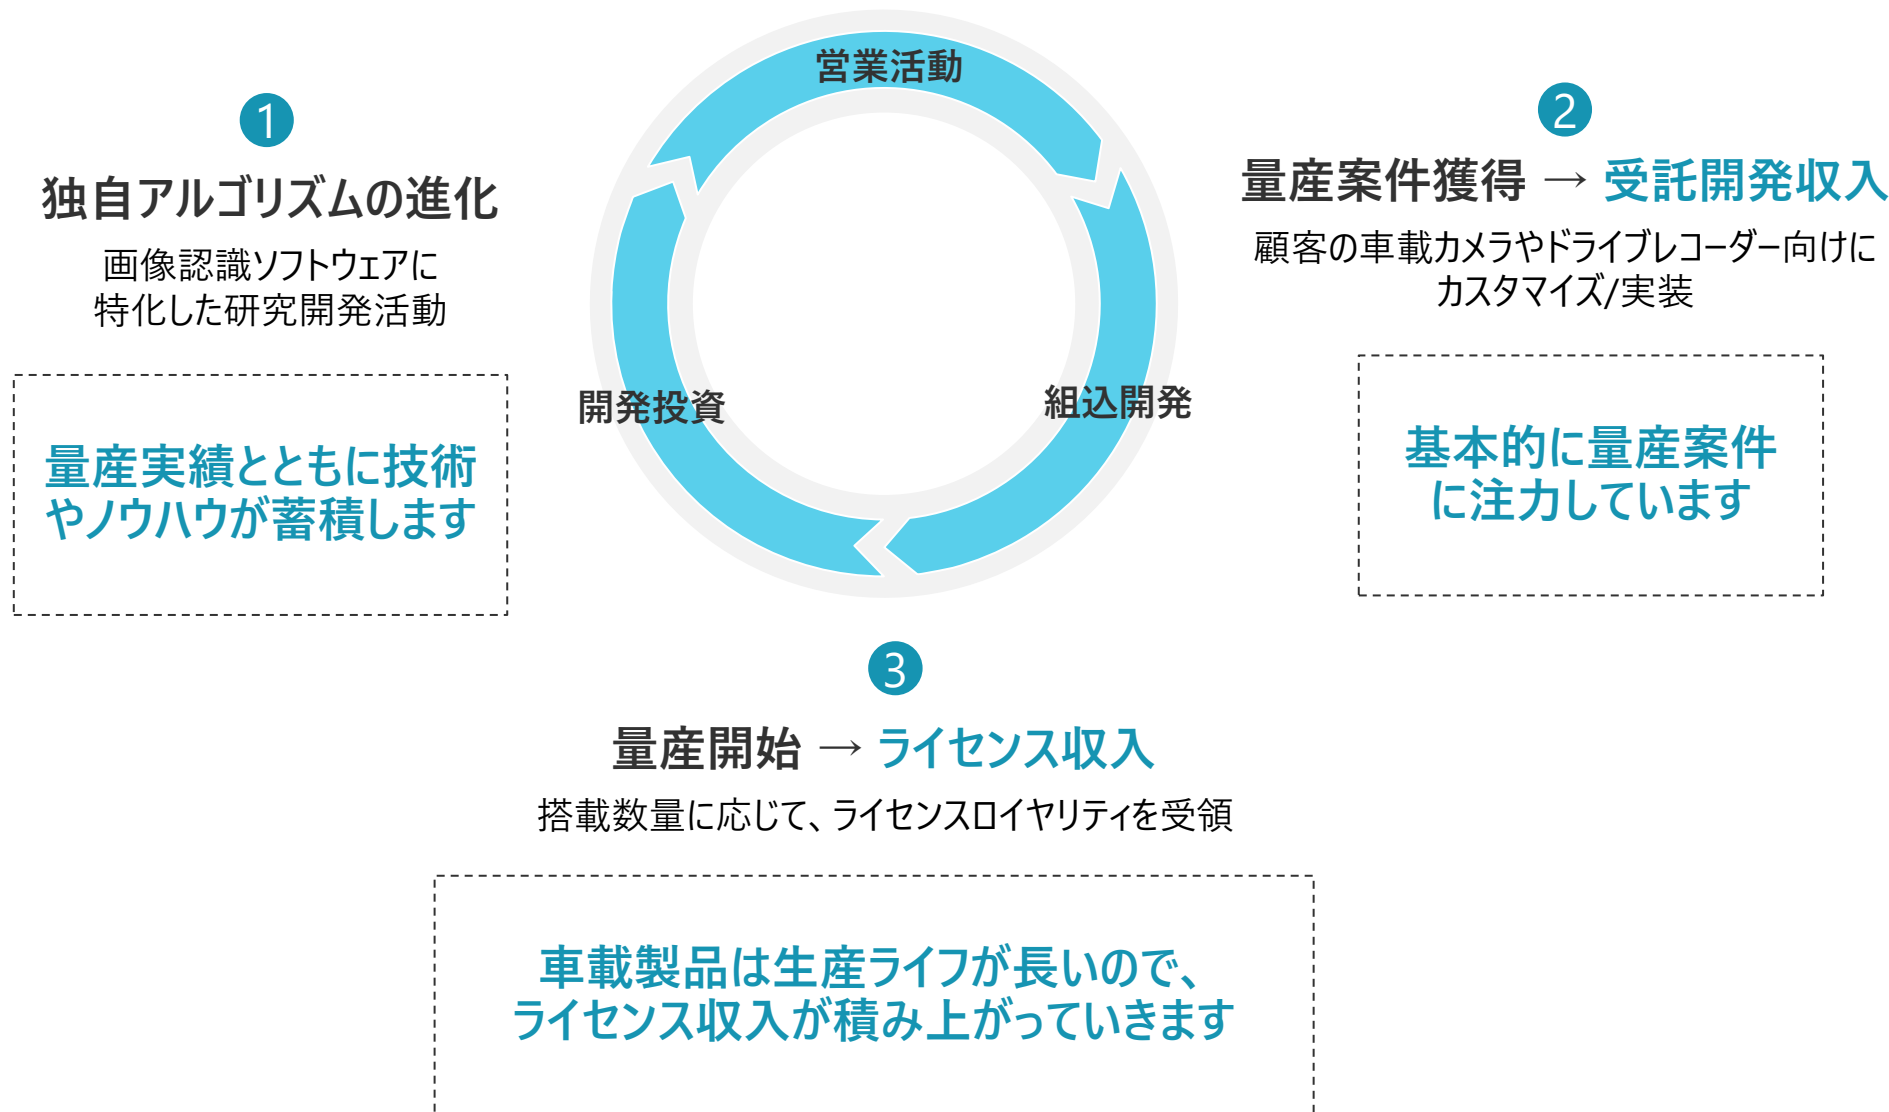 営業活動
組込開発
開発投資
1
独自アルゴリズムの進化
画像認識ソフトウェアに
特化した研究開発活動
量産実績とともに技術
やノウハウが蓄積します
2
量産案件獲得 → 受託開発収入
顧客の車載カメラやドライブレコーダー向けに
カスタマイズ/実装
基本的に量産案件
に注力しています
3
量産開始 → ライセンス収入
搭載数量に応じて、ライセンスロイヤリティを受領
車載製品は生産ライフが長いので、
ライセンス収入が積み上がっていきます